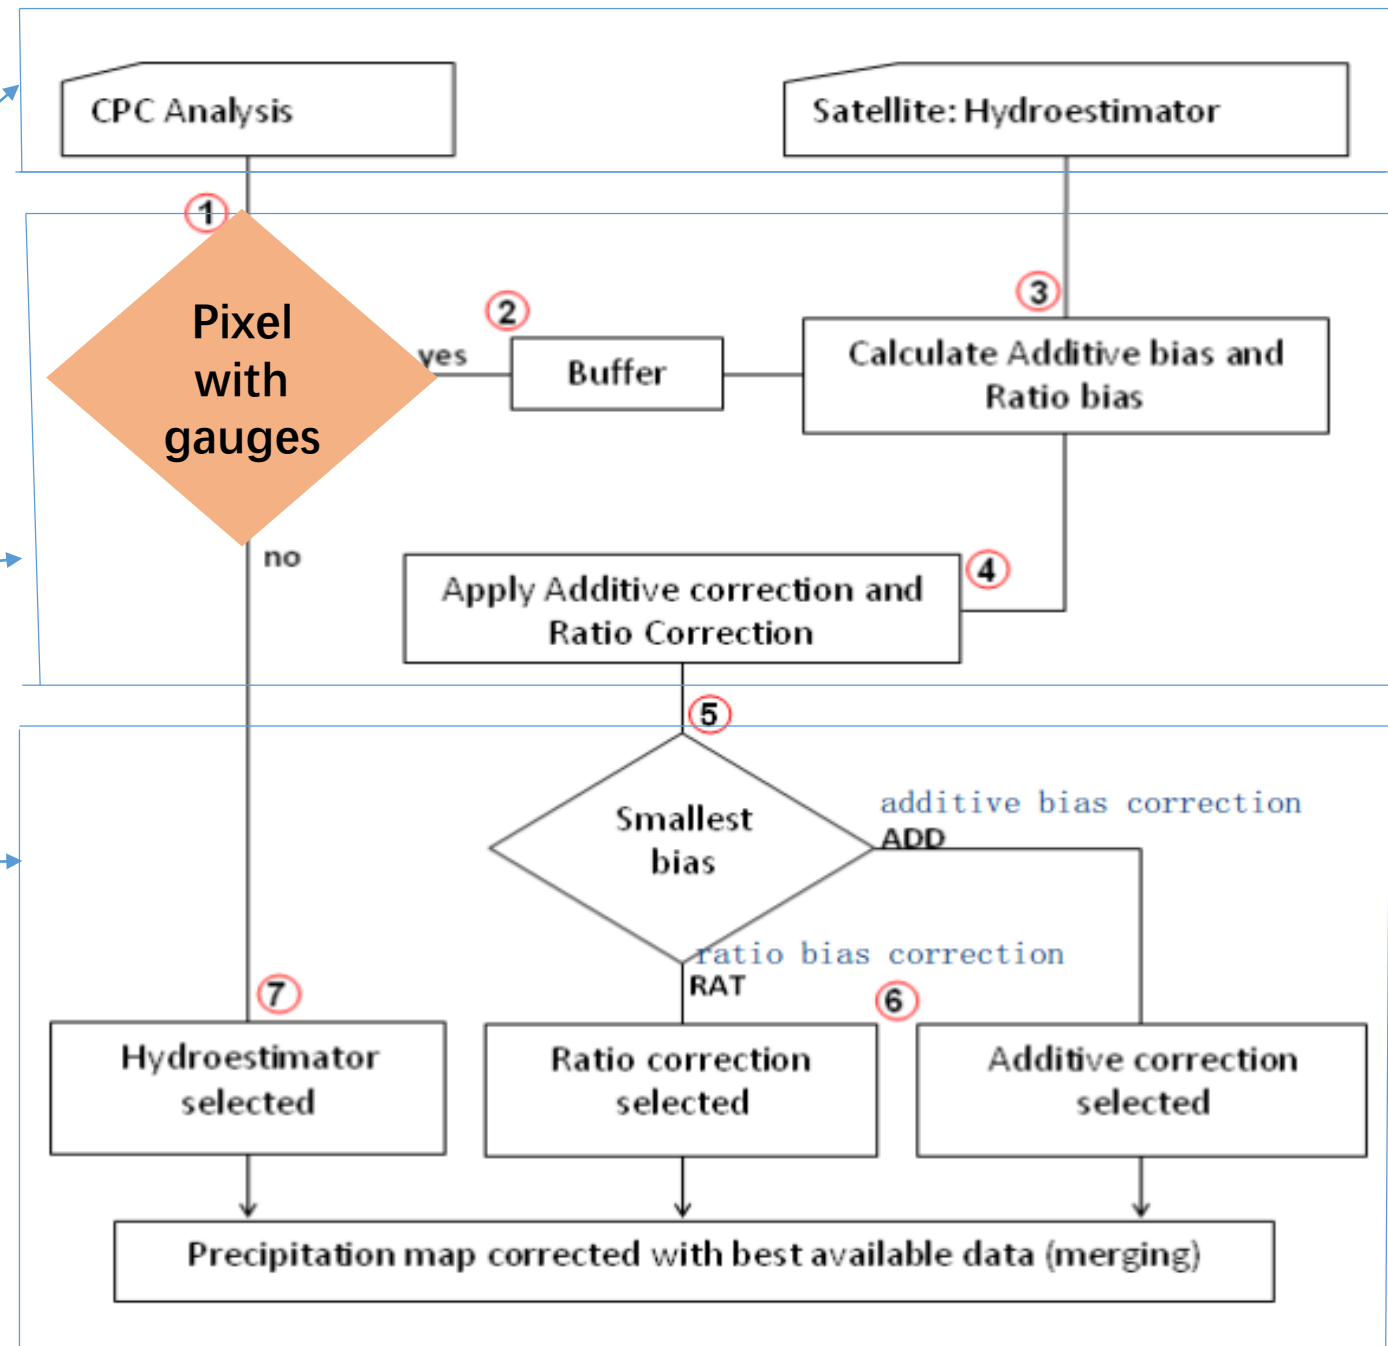 CPC Analysis
Satellite: Hydroestimator
1
Pixel
with
gauges
yes
2
Buffer
3
Calculate Additive bias and
Ratio bias
no
Apply Additive correction and
Ratio Correction
4
5
Smallest
bias
additive bias correction
ADD
ratio bias correction
RAT
7
6
Hydroestimator
selected
Ratio correction
selected
Additive correction
selected
Precipitation map corrected with best available data (merging)